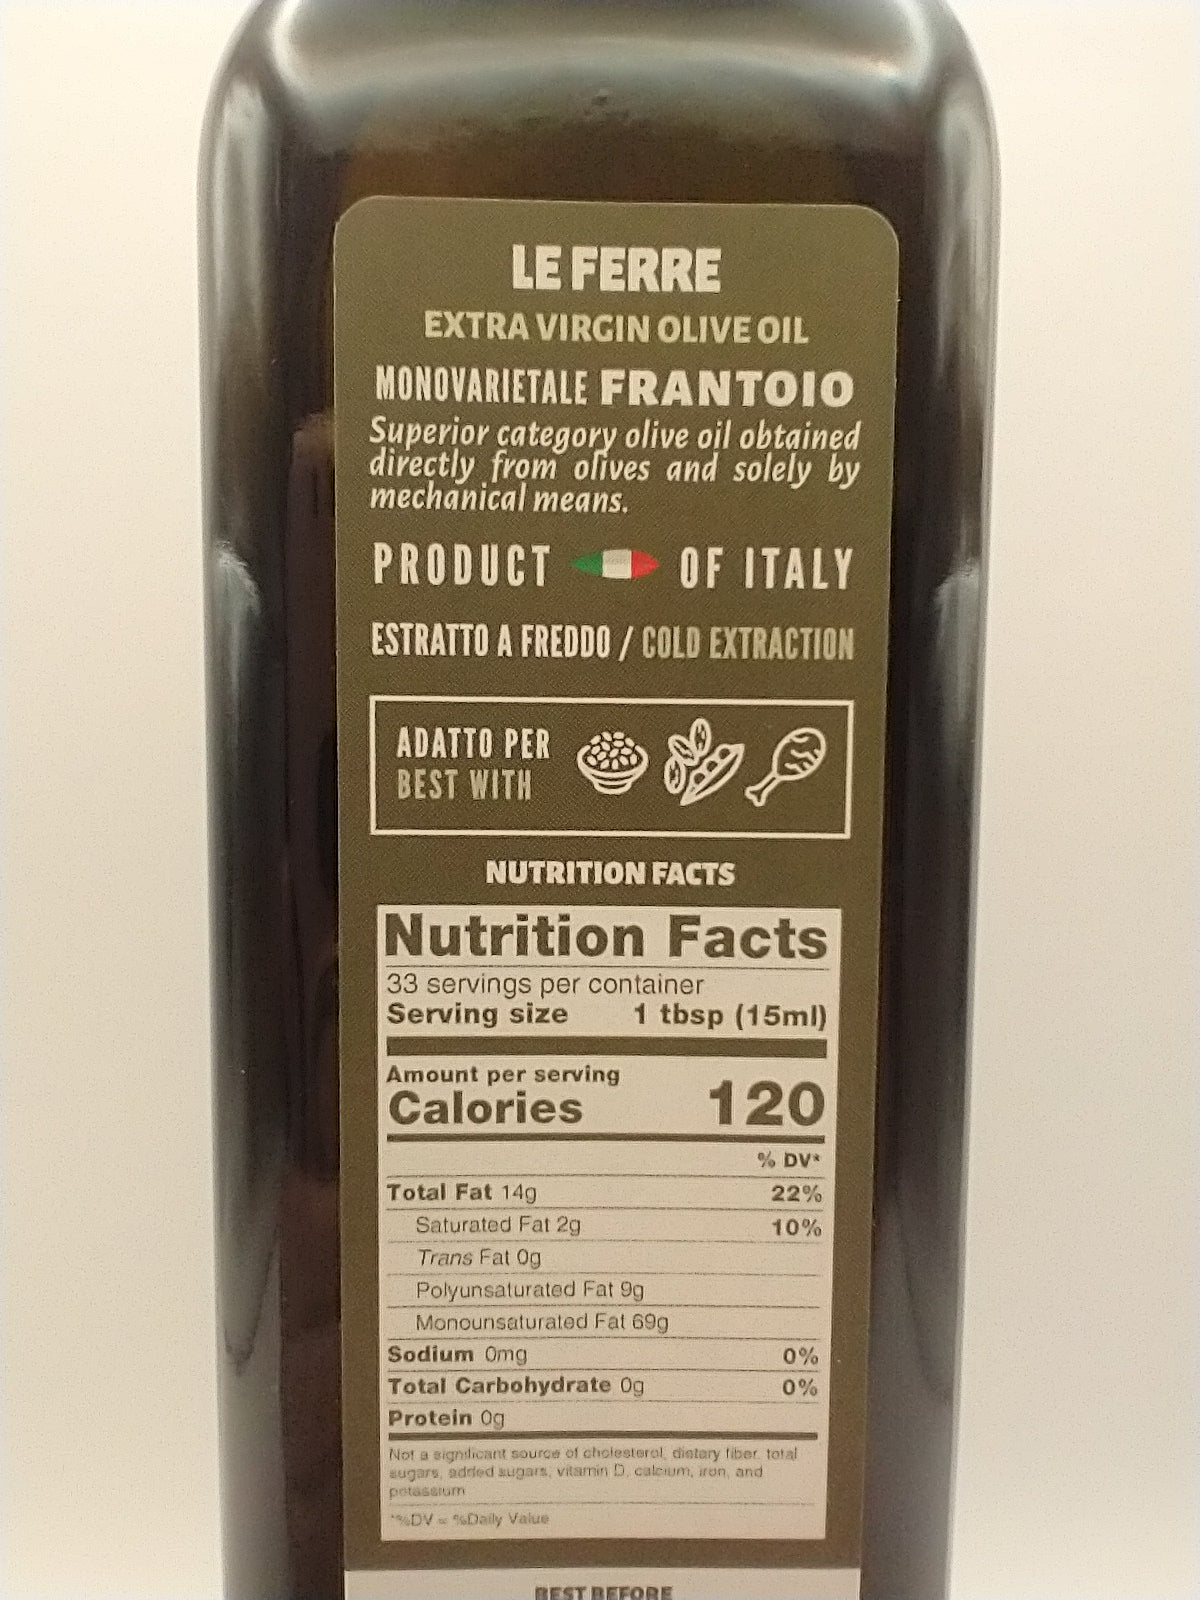 LE FERRE
EXTRA VIRGIN OLIVE OIL
MONOVARIETALE FRANTOIO
Superior category olive oil obtained
directly from olives and solely by
mechanical means.
PRODUCT OF ITALY
ESTRATTO A FREDDO / COLD EXTRACTION
ADATTO PER
BEST WITH
NUTRITION FACTS
Nutrition Facts
33 servings per container
Serving size 1 tbsp (15ml)
Amount per serving
Calories 120
% DV*
Total Fat 14g 22%
Saturated Fat 2g 10%
Trans Fat 0g
Polyunsaturated Fat 9g
Monounsaturated Fat 69g
Sodium 0mg 0%
Total Carbohydrate 0g 0%
Protein 0g
Not a significant source of cholesterol, dietary fiber, total
sugars, added sugars, vitamin D, calcium, iron, and
potassium
*%DV = %Daily Value
BEST BEFORE